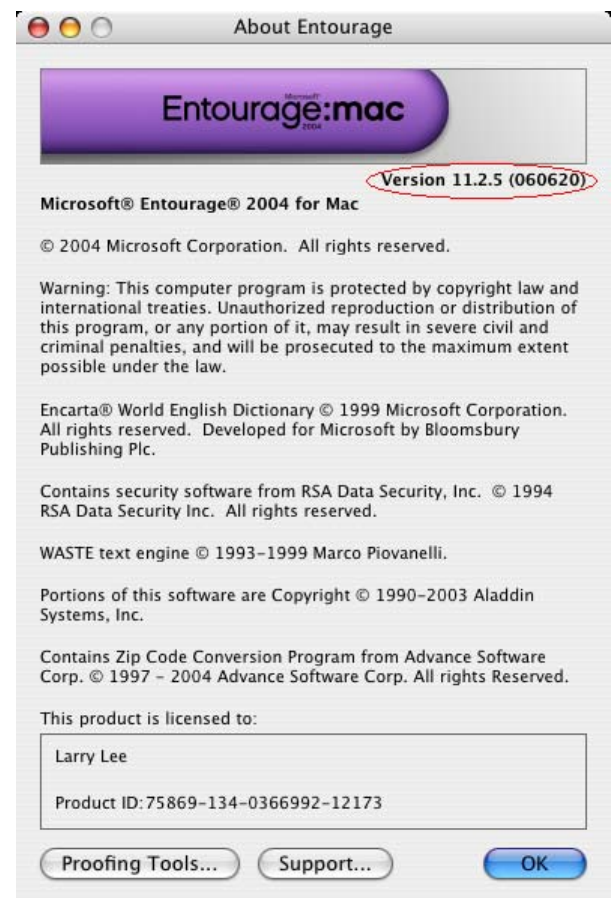 About Entourage
Microsoft®
Entourage:mac
2004
Version 11.2.5 (060620)
Microsoft® Entourage® 2004 for Mac
© 2004 Microsoft Corporation. All rights reserved.
Warning: This computer program is protected by copyright law and
international treaties. Unauthorized reproduction or distribution of
this program, or any portion of it, may result in severe civil and
criminal penalties, and will be prosecuted to the maximum extent
possible under the law.
Encarta® World English Dictionary © 1999 Microsoft Corporation.
All rights reserved. Developed for Microsoft by Bloomsbury
Publishing Plc.
Contains security software from RSA Data Security, Inc. © 1994
RSA Data Security Inc. All rights reserved.
WASTE text engine © 1993-1999 Marco Piovanelli.
Portions of this software are Copyright © 1990-2003 Aladdin
Systems, Inc.
Contains Zip Code Conversion Program from Advance Software
Corp. © 1997 - 2004 Advance Software Corp. All rights Reserved.
This product is licensed to:
Larry Lee
Product ID: 75869-134-0366992-12173
Proofing Tools... Support... OK